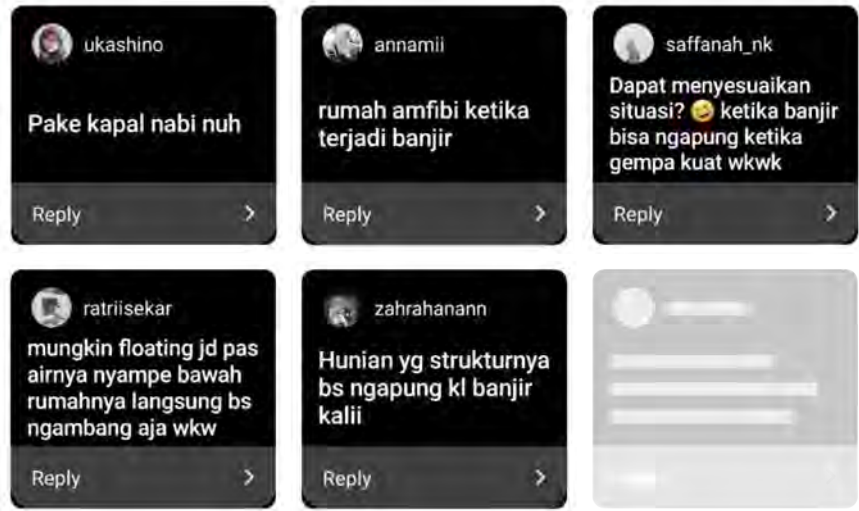 ukashino
Pake kapal nabi nuh
Reply
annamii
rumah amfibi ketika
terjadi banjir
Reply
saffanah_nk
Dapat menyesuaikan
situasi? 🤣 ketika banjir
bisa ngapung ketika
gempa kuat wkwk
Reply
ratriisekar
mungkin floating jd pas
airnya nyampe bawah
rumahnya langsung bs
ngambang aja wkw
Reply
zahrahanann
Hunian yg strukturnya
bs ngapung kl banjir
kalii
Reply